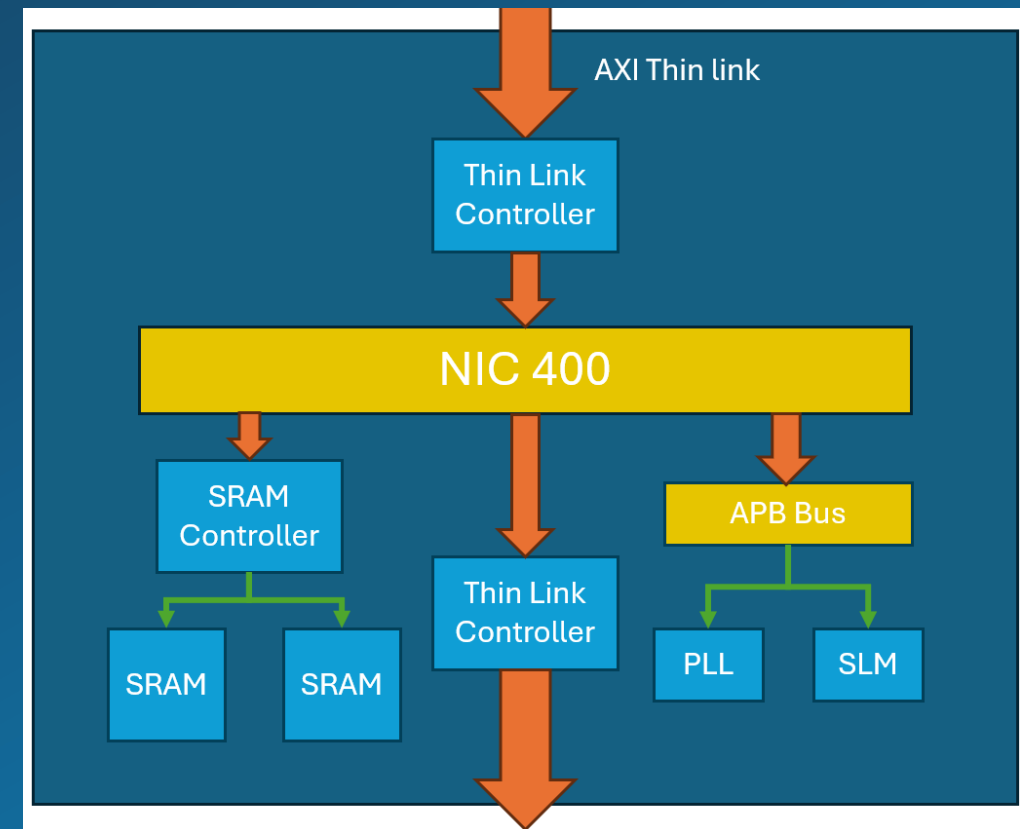 AXI Thin link
Thin Link
Controller
NIC 400
SRAM
Controller
APB Bus
Thin Link
Controller
SRAM
SRAM
PLL
SLM